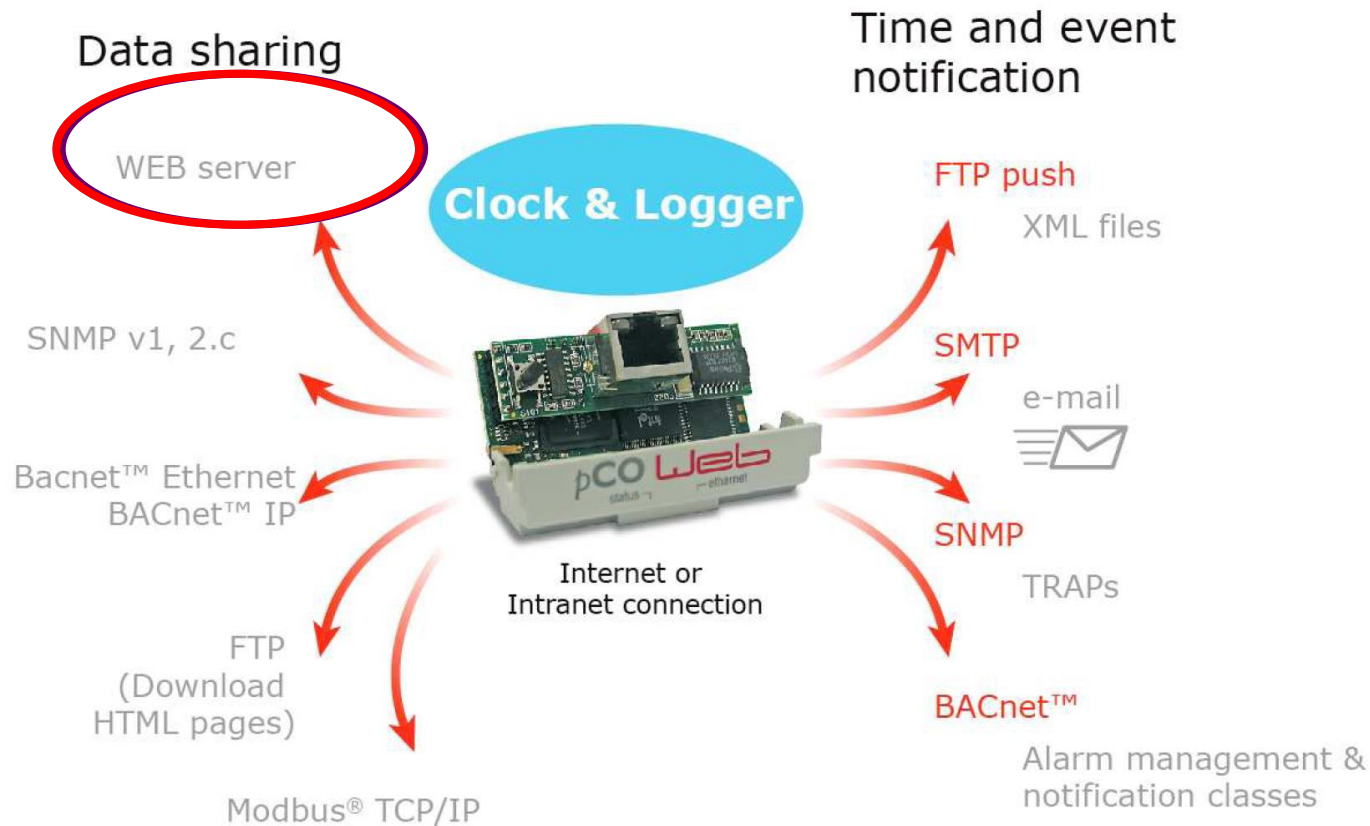 Data sharing
WEB server
SNMP v1, 2.c
Bacnet™ Ethernet
BACnet™ IP
FTP
(Download
HTML pages)
Modbus® TCP/IP
Clock & Logger
pCO Web
status
ethernet
Internet or
Intranet connection
Time and event
notification
FTP push
XML files
SMTP
e-mail
SNMP
TRAPs
BACnet™
Alarm management &
notification classes